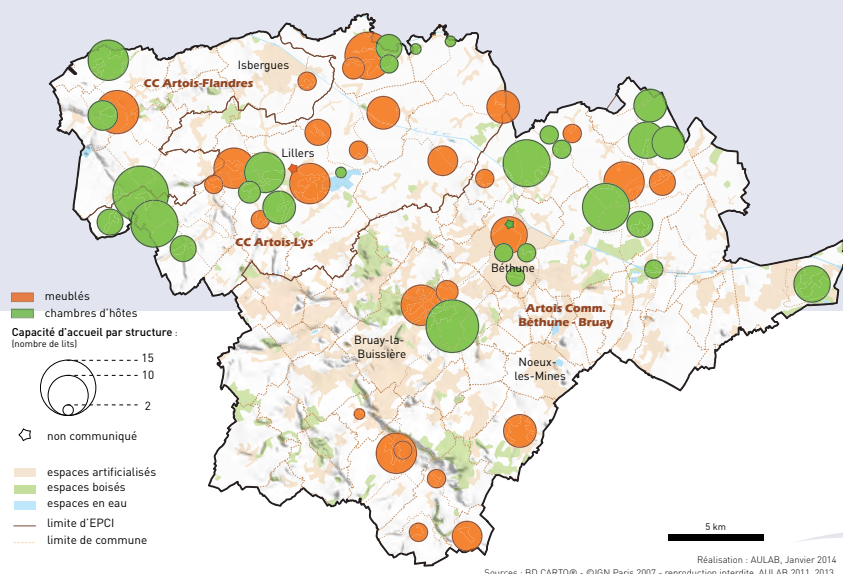 Isbergues
CC Artois-Flandres
Lillers
CC Artois-Lys
Béthune
Artois Comm.
Béthune - Bruay
Bruay-la-
Buissière
Noeux-
les-Mines
meublés
chambres d'hôtes
Capacité d'accueil par structure :
(nombre de lits)
15
10
2
non communiqué
espaces artificialisés
espaces boisés
espaces en eau
limite d'EPCI
limite de commune
5 km
Réalisation : AULAB, Janvier 2014
Sources : BD CARTO® - ©IGN Paris 2007 - reproduction interdite, AULAB 2011, 2013